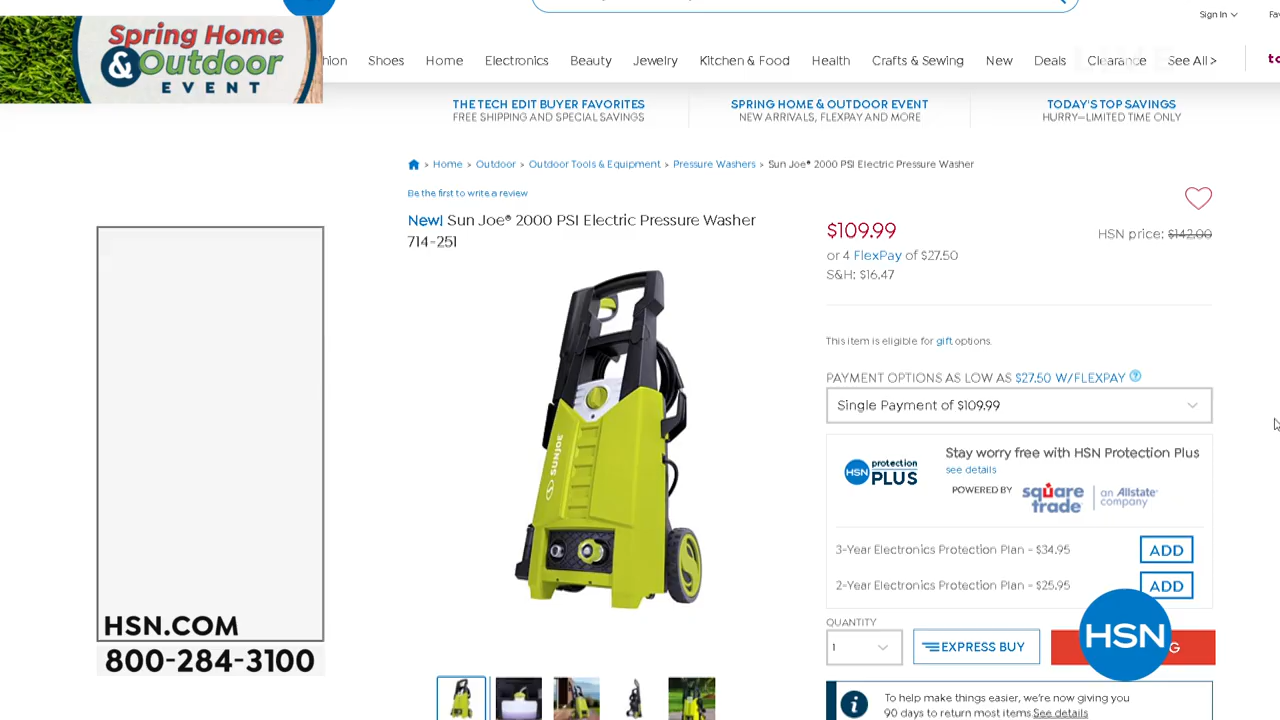 Sign In
Spring Home
& Outdoor
EVENT
Shoes Home Electronics Beauty Jewelry Kitchen & Food Health Crafts & Sewing New Deals Clearance See All >
THE TECH EDIT BUYER FAVORITES
FREE SHIPPING AND SPECIAL SAVINGS
SPRING HOME & OUTDOOR EVENT
NEW ARRIVALS, FLEXPAY AND MORE
TODAY'S TOP SAVINGS
HURRY—LIMITED TIME ONLY
> Home > Outdoor > Outdoor Tools & Equipment > Pressure Washers > Sun Joe® 2000 PSI Electric Pressure Washer
Be the first to write a review
New! Sun Joe® 2000 PSI Electric Pressure Washer
714-251
SUNJOE
$109.99
HSN price: $142.00
or 4 FlexPay of $27.50
S&H: $16.47
This item is eligible for gift options.
PAYMENT OPTIONS AS LOW AS $27.50 W/FLEXPAY ?
Single Payment of $109.99
HSN protection
PLUS
Stay worry free with HSN Protection Plus
see details
POWERED BY square trade | an Allstate company
3-Year Electronics Protection Plan - $34.95 ADD
2-Year Electronics Protection Plan - $25.95 ADD
QUANTITY
1
EXPRESS BUY
HSN
G
To help make things easier, we're now giving you
90 days to return most items.See details
HSN.COM
800-284-3100